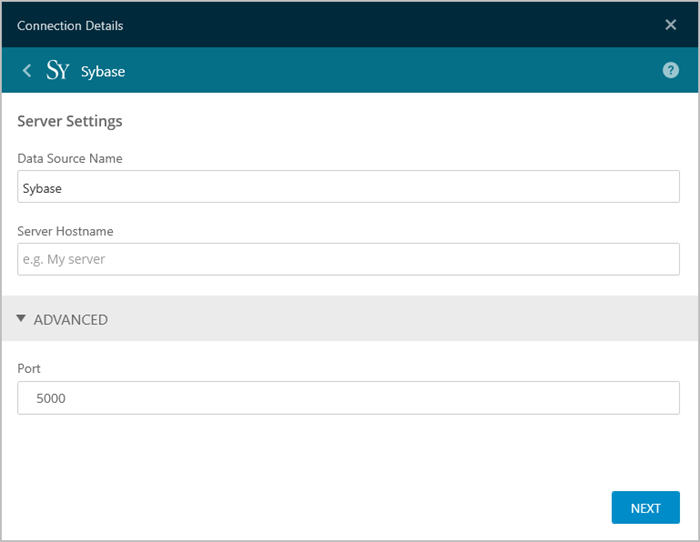 Connection Details
SY Sybase
?
Server Settings
Data Source Name
Sybase
Server Hostname
e.g. My server
ADVANCED
Port
5000
NEXT